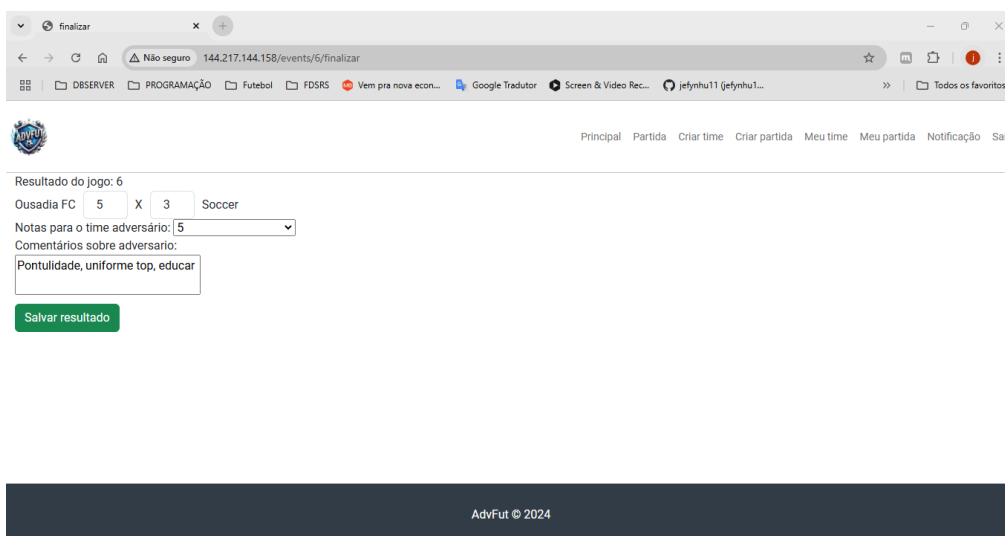 finalizar
Não seguro 144.217.144.158/events/6/finalizar
DBSERVER PROGRAMAÇÃO Futebol FDSRS Vem pra nova econ... Google Tradutor Screen & Video Rec... jefynhu11 (jefynhu1... » Todos os favoritos
ADVFUT Principal Partida Criar time Criar partida Meu time Meu partida Notificação Sai
Resultado do jogo: 6
Ousadia FC 5 X 3 Soccer
Notas para o time adversário: 5
Comentários sobre adversario:
Pontulidade, uniforme top, educar
Salvar resultado
AdvFut © 2024